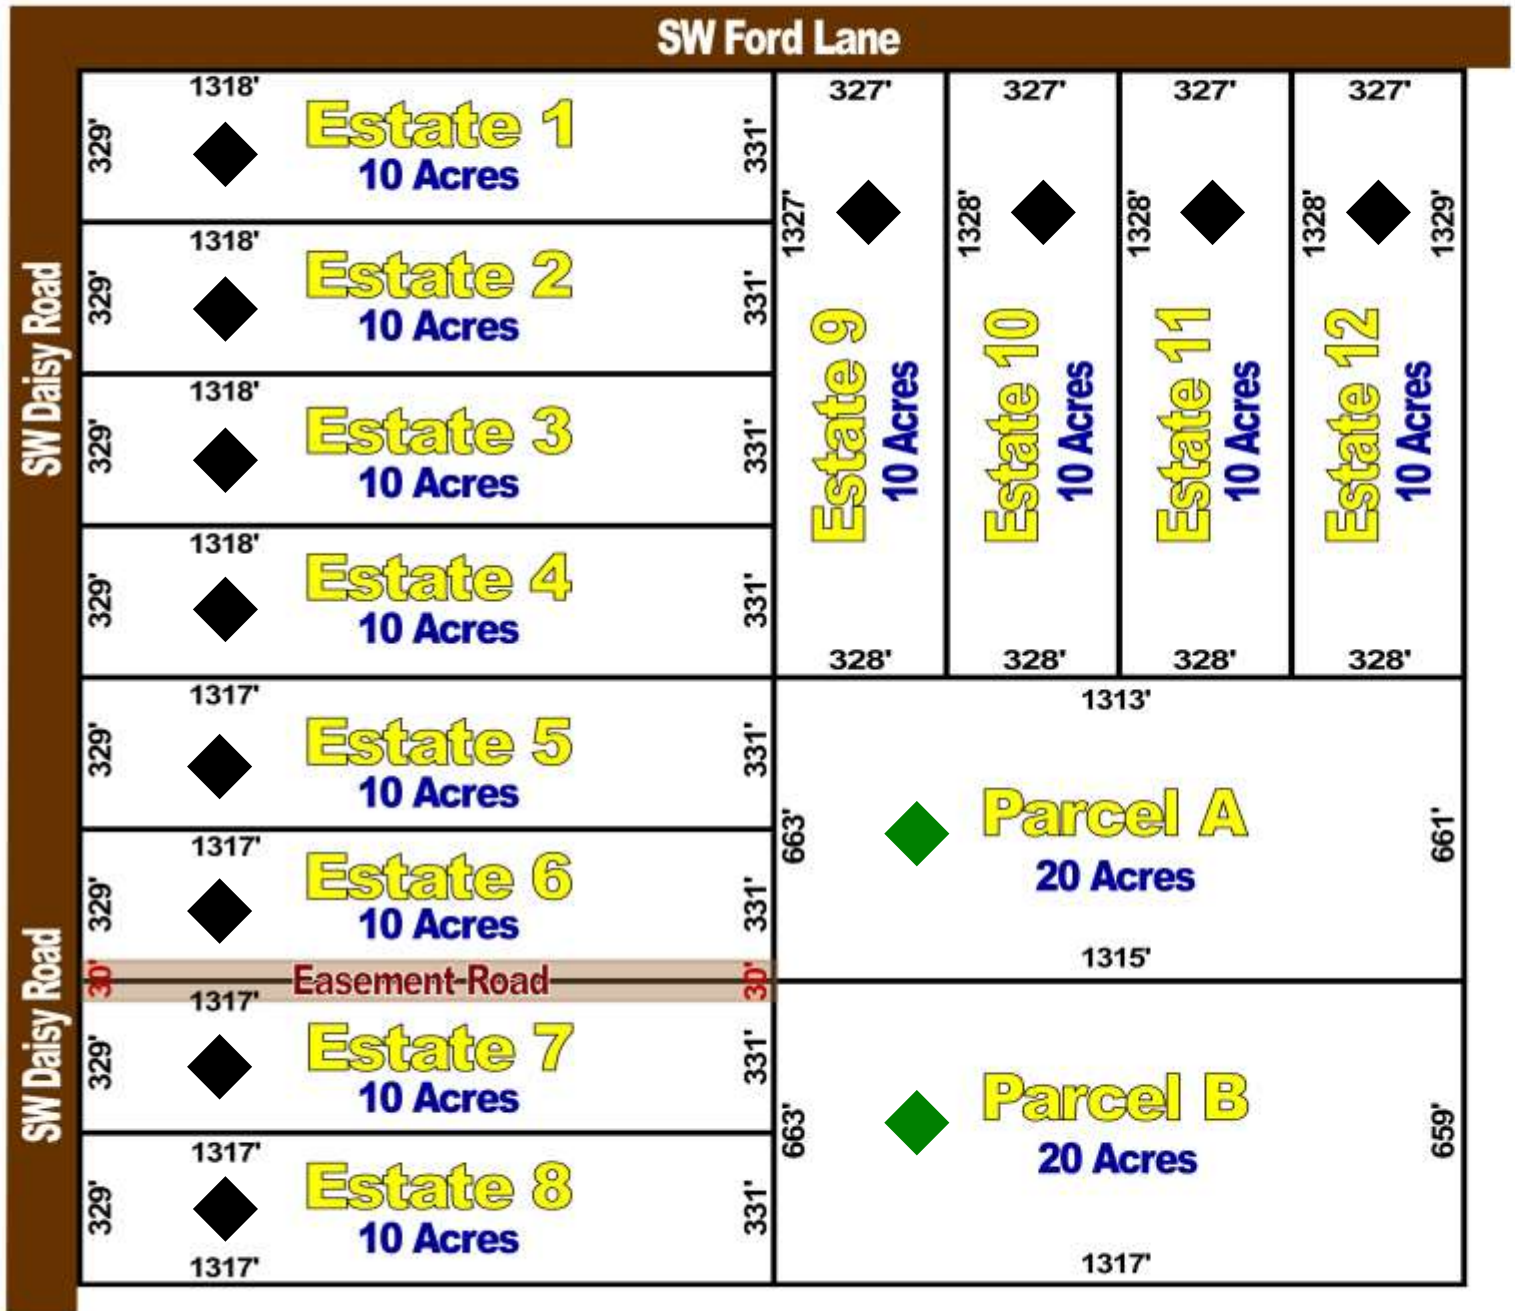 SW Ford Lane
SW Daisy Road
SW Daisy Road
1318'
329'
Estate 1
10 Acres
331'
1318'
329'
Estate 2
10 Acres
331'
1318'
329'
Estate 3
10 Acres
331'
1318'
329'
Estate 4
10 Acres
331'
1317'
329'
Estate 5
10 Acres
331'
1317'
329'
Estate 6
10 Acres
331'
30'
Easement Road
30'
1317'
329'
Estate 7
10 Acres
331'
1317'
329'
Estate 8
10 Acres
331'
1317'
327'
1327'
Estate 9
10 Acres
328'
327'
1328'
Estate 10
10 Acres
328'
327'
1328'
Estate 11
10 Acres
328'
327'
1328'
1329'
Estate 12
10 Acres
328'
1313'
663'
Parcel A
20 Acres
661'
1315'
663'
Parcel B
20 Acres
659'
1317'